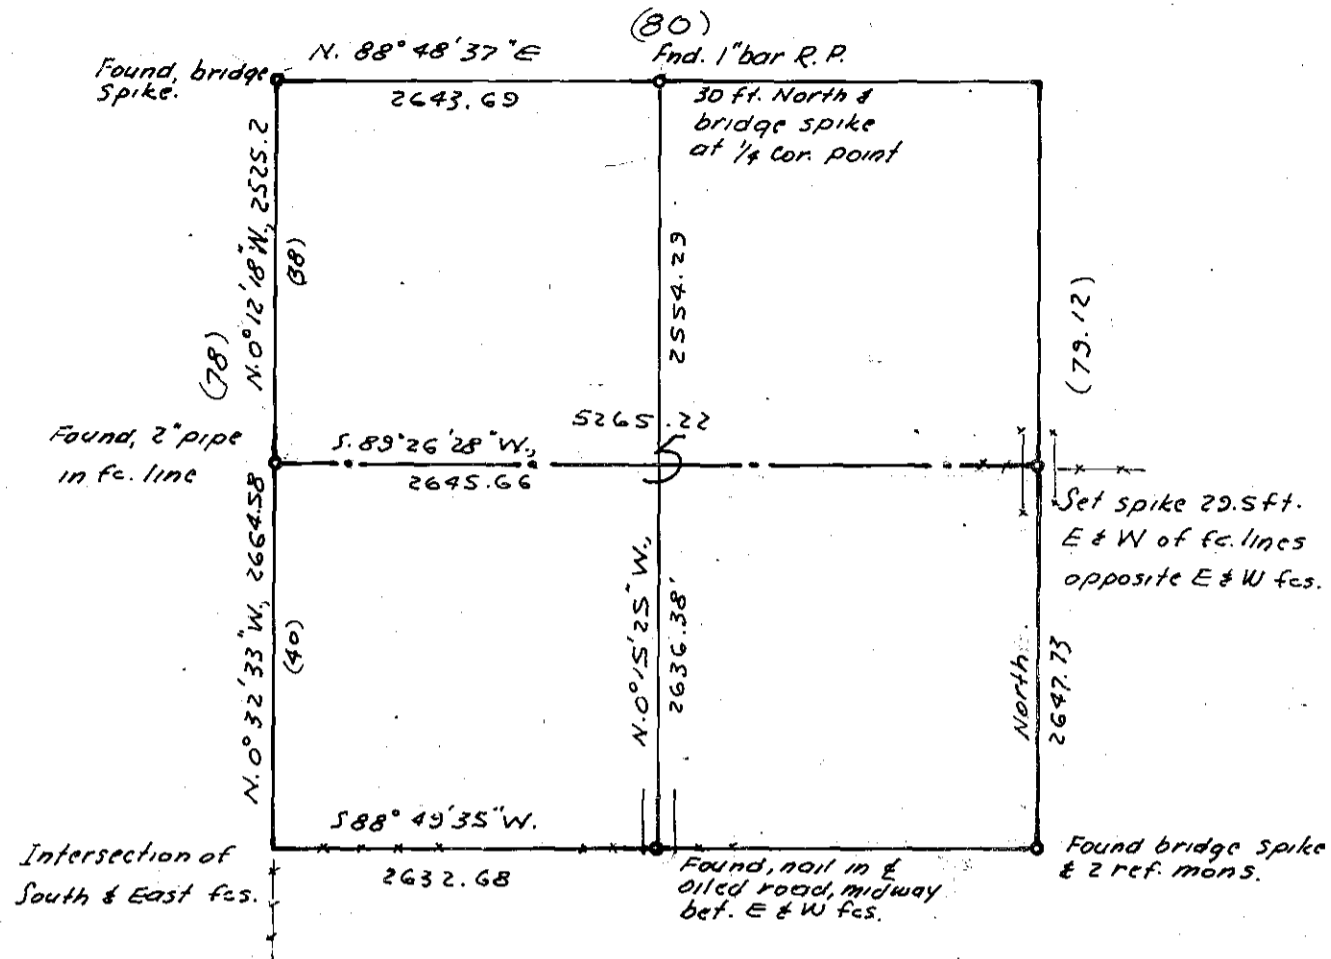 (80)
N. 88° 48' 37" E
Fnd. 1" bar R.P.
Found, bridge
spike.
2643.69
30 ft. North &
bridge spike
at 1/4 cor. point
N. 0° 12' 18" W., 2525.2
(38)
(78)
2554.29
(79.12)
5265.22
Found, 2" pipe
in fc. line
S. 89° 26' 28" W.,
2645.66
Set spike 29.5 ft.
E & W of fc. lines
opposite E & W fcs.
N. 0° 32' 33" W., 2664.58
(40)
N. 0° 15' 25" W.,
2636.38'
North
2647.73
S 88° 49' 35" W.
2632.68
Intersection of
South & East fcs.
Found, nail in ℄
oiled road, midway
bet. E & W fcs.
Found bridge spike
& 2 ref. mons.